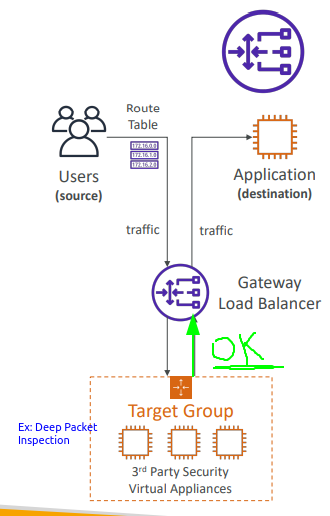 Route
Table
172.16.0.0
172.16.1.0
172.16.2.0
Users
(source)
Application
(destination)
traffic
traffic
Gateway
Load Balancer
OK
Target Group
Ex: Deep Packet
Inspection
3rd Party Security
Virtual Appliances